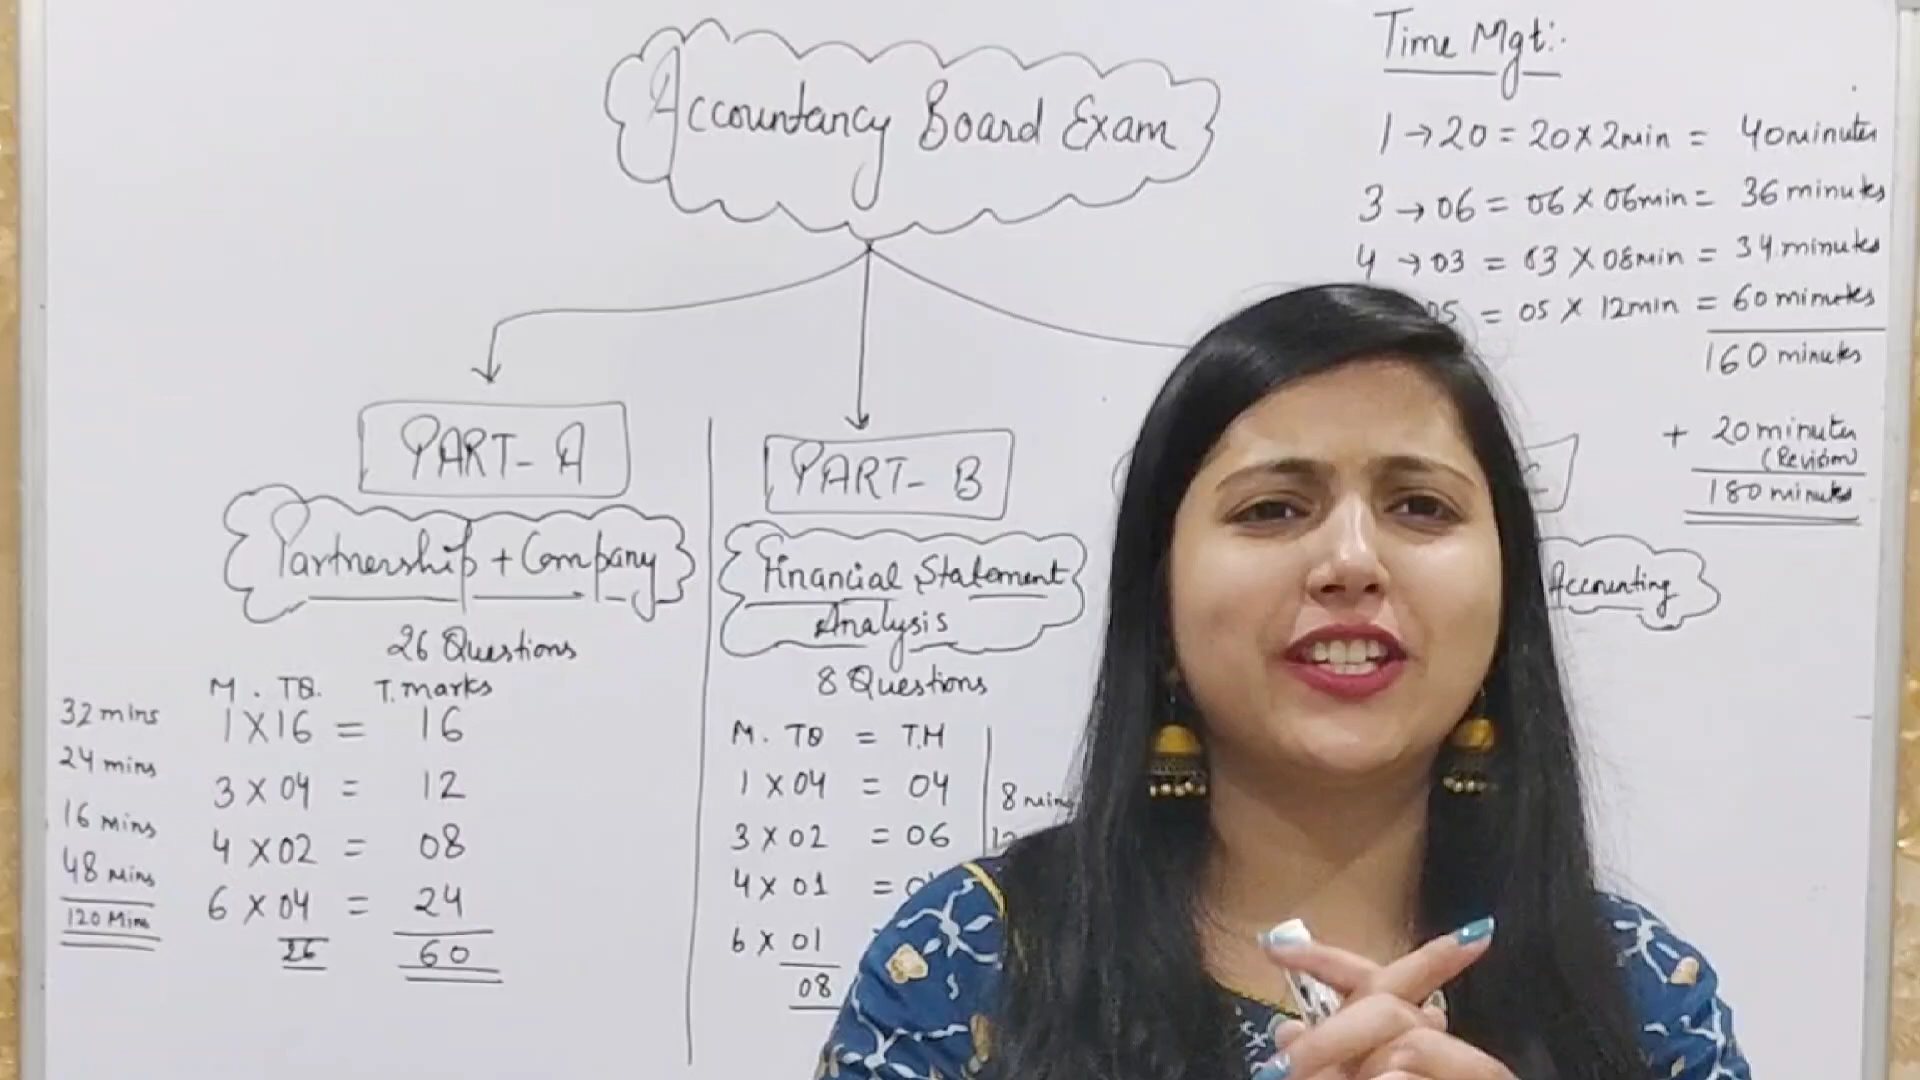 Accountancy Board Exam
Time Mgt:-
1 → 20 = 20 × 2min = 40minutes
3 → 06 = 06 × 06min = 36 minutes
4 → 03 = 03 × 08min = 34 minutes
05 = 05 × 12min = 60 minutes
160 minutes
+ 20 minutes
(Revision)
180 minutes
PART- A
Partnership + Company
26 Questions
M . TQ. T. marks
32 mins 1 X 16 = 16
24 mins 3 X 04 = 12
16 mins 4 X 02 = 08
48 mins 6 X 04 = 24
120 Mins 26 60
PART- B
Financial Statement
Analysis
8 Questions
M . TQ = T.M
1 X 04 = 04 8 mins
3 X 02 = 06 12
4 X 01 =
6 X 01
08
Accounting